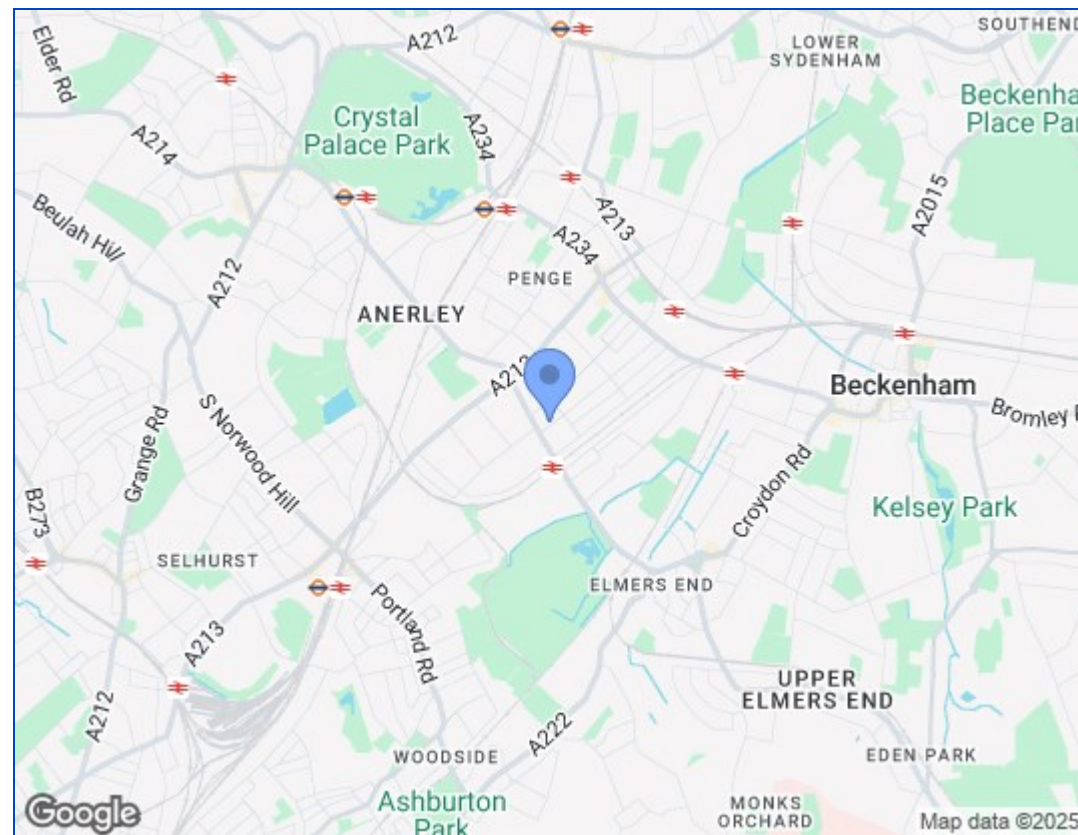 A212
SOUTHEND
Elder Rd
LOWER
SYDENHAM
Crystal
Palace Park
A234
Beckenha
Place Par
A214
A213
A2015
Beulah Hill
A234
A212
PENGE
ANERLEY
A213
Beckenham
Bromley R
S Norwood Hill
Grange Rd
Croydon Rd
B273
Kelsey Park
SELHURST
ELMERS END
Portland Rd
A213
UPPER
ELMERS END
A212
A222
WOODSIDE
EDEN PARK
Ashburton
Park
MONKS
ORCHARD
Google
Map data ©2025